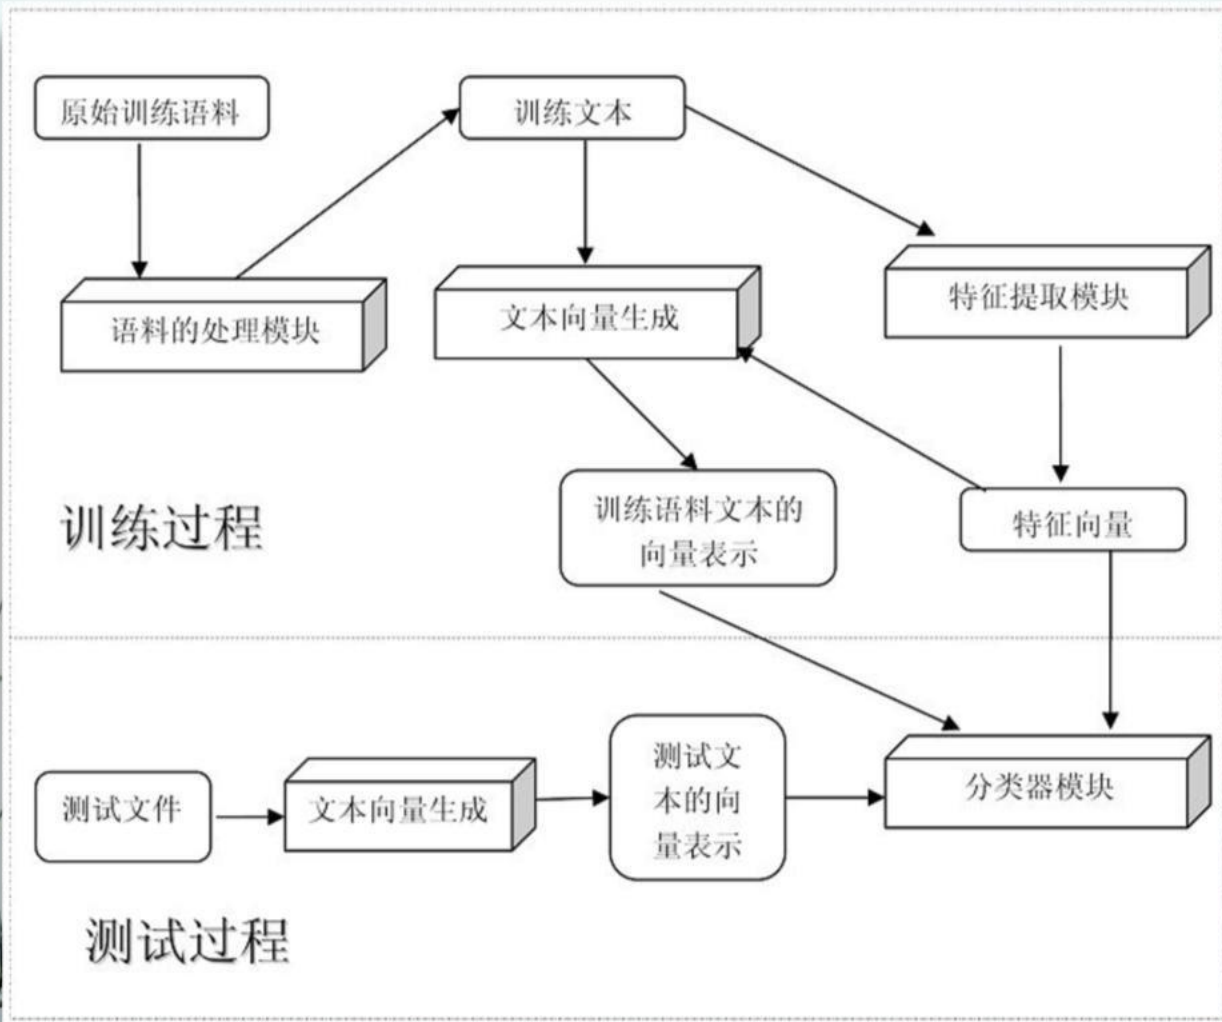 原始训练语料
训练文本
语料的处理模块
文本向量生成
特征提取模块
训练过程
训练语料文本的
向量表示
特征向量
测试文件
文本向量生成
测试文
本的向
量表示
分类器模块
测试过程